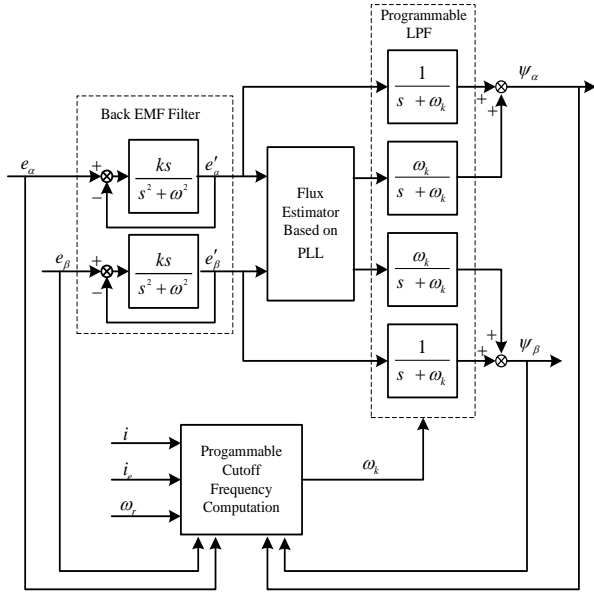 Programmable
LPF
1
s + ω_k
ψ_α
+
+
Back EMF Filter
e_α
+
−
ks
s² + ω²
e′_α
Flux
Estimator
Based on
PLL
ω_k
s + ω_k
e_β
+
−
ks
s² + ω²
e′_β
ω_k
s + ω_k
+
+
1
s + ω_k
ψ_β
i
i_e
ω_r
Progammable
Cutoff
Frequency
Computation
ω_k